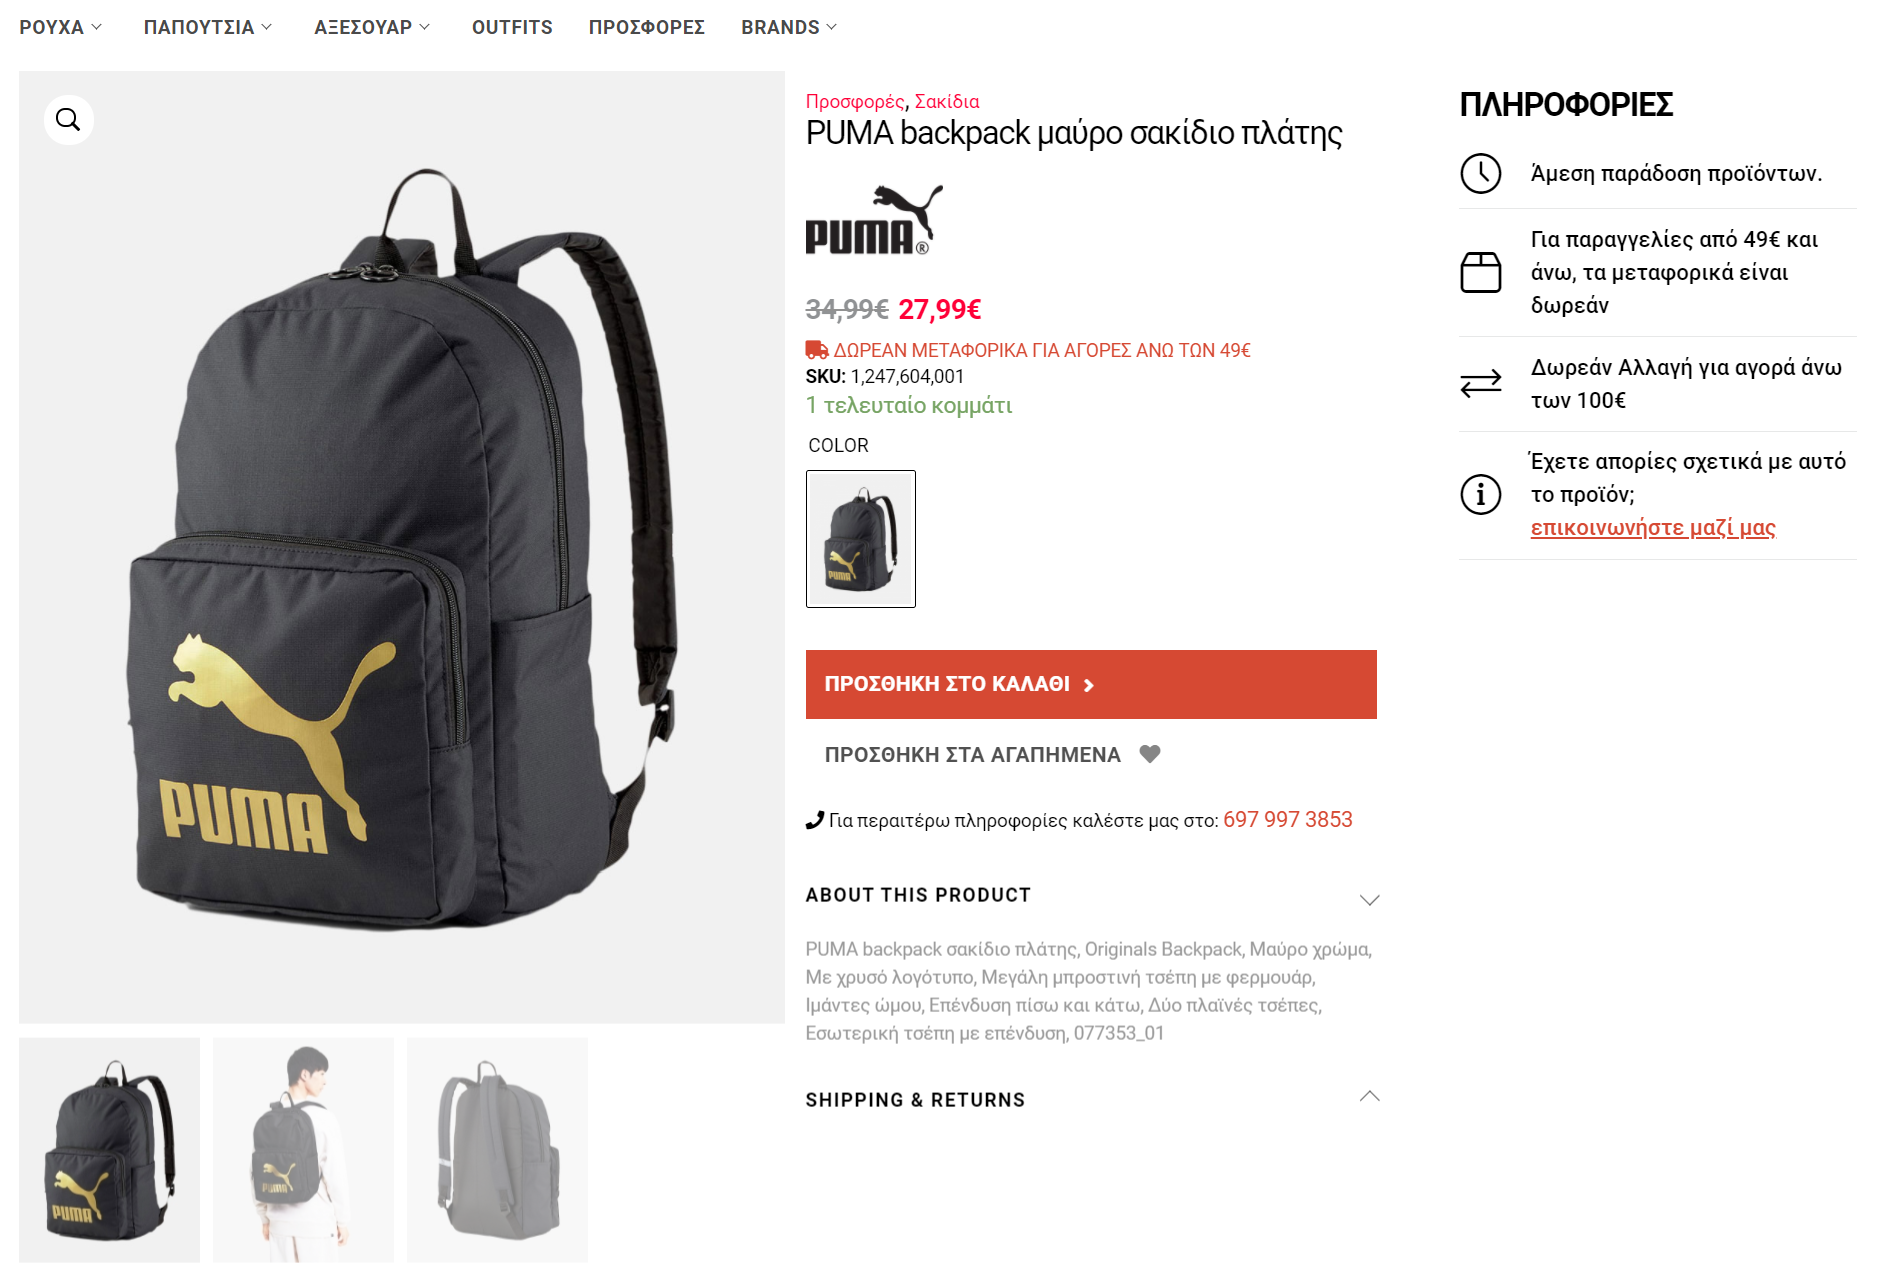 ΡΟΥΧΑ ΠΑΠΟΥΤΣΙΑ ΑΞΕΣΟΥΑΡ OUTFITS ΠΡΟΣΦΟΡΕΣ BRANDS
PUMA
Προσφορές, Σακίδια
PUMA backpack μαύρο σακίδιο πλάτης
PUMA®
34,99€ 27,99€
ΔΩΡΕΑΝ ΜΕΤΑΦΟΡΙΚΑ ΓΙΑ ΑΓΟΡΕΣ ΑΝΩ ΤΩΝ 49€
SKU: 1,247,604,001
1 τελευταίο κομμάτι
COLOR
PUMA
ΠΡΟΣΘΗΚΗ ΣΤΟ ΚΑΛΑΘΙ
ΠΡΟΣΘΗΚΗ ΣΤΑ ΑΓΑΠΗΜΕΝΑ
Για περαιτέρω πληροφορίες καλέστε μας στο: 697 997 3853
ABOUT THIS PRODUCT
PUMA backpack σακίδιο πλάτης, Originals Backpack, Μαύρο χρώμα,
Με χρυσό λογότυπο, Μεγάλη μπροστινή τσέπη με φερμουάρ,
Ιμάντες ώμου, Επένδυση πίσω και κάτω, Δύο πλαϊνές τσέπες,
Εσωτερική τσέπη με επένδυση, 077353_01
SHIPPING & RETURNS
ΠΛΗΡΟΦΟΡΙΕΣ
Άμεση παράδοση προϊόντων.
Για παραγγελίες από 49€ και
άνω, τα μεταφορικά είναι
δωρεάν
Δωρεάν Αλλαγή για αγορά άνω
των 100€
Έχετε απορίες σχετικά με αυτό
το προϊόν;
επικοινωνήστε μαζί μας
PUMA
PUMA